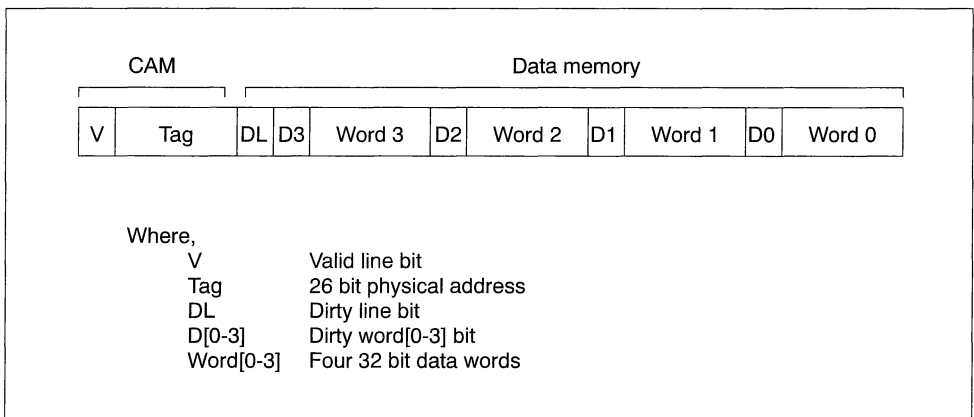 CAM Data memory
V Tag DL D3 Word 3 D2 Word 2 D1 Word 1 D0 Word 0
Where,
V Valid line bit
Tag 26 bit physical address
DL Dirty line bit
D[0-3] Dirty word[0-3] bit
Word[0-3] Four 32 bit data words